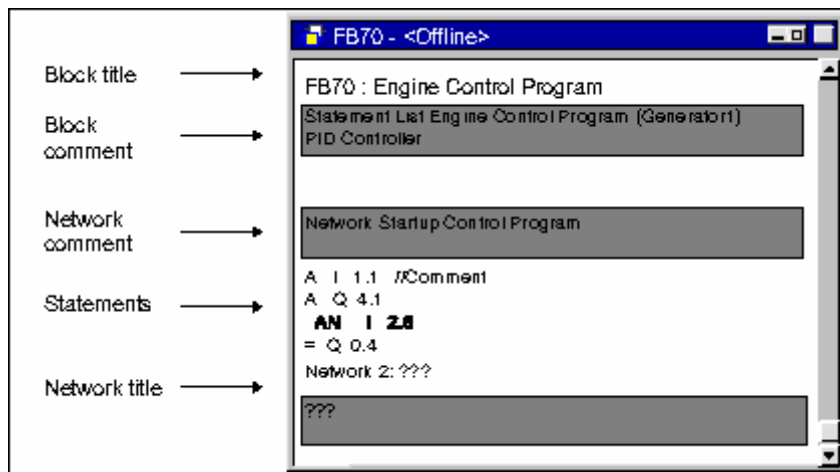 FB70 - <Offline>
Block title
FB70 : Engine Control Program
Block
comment
Statement List Engine Control Program (Generator1)
PID Controller
Network
comment
Network Startup Control Program
Statements
A I 1.1 //Comment
A Q 4.1
AN I 2.6
= Q 0.4
Network title
Network 2: ???
???